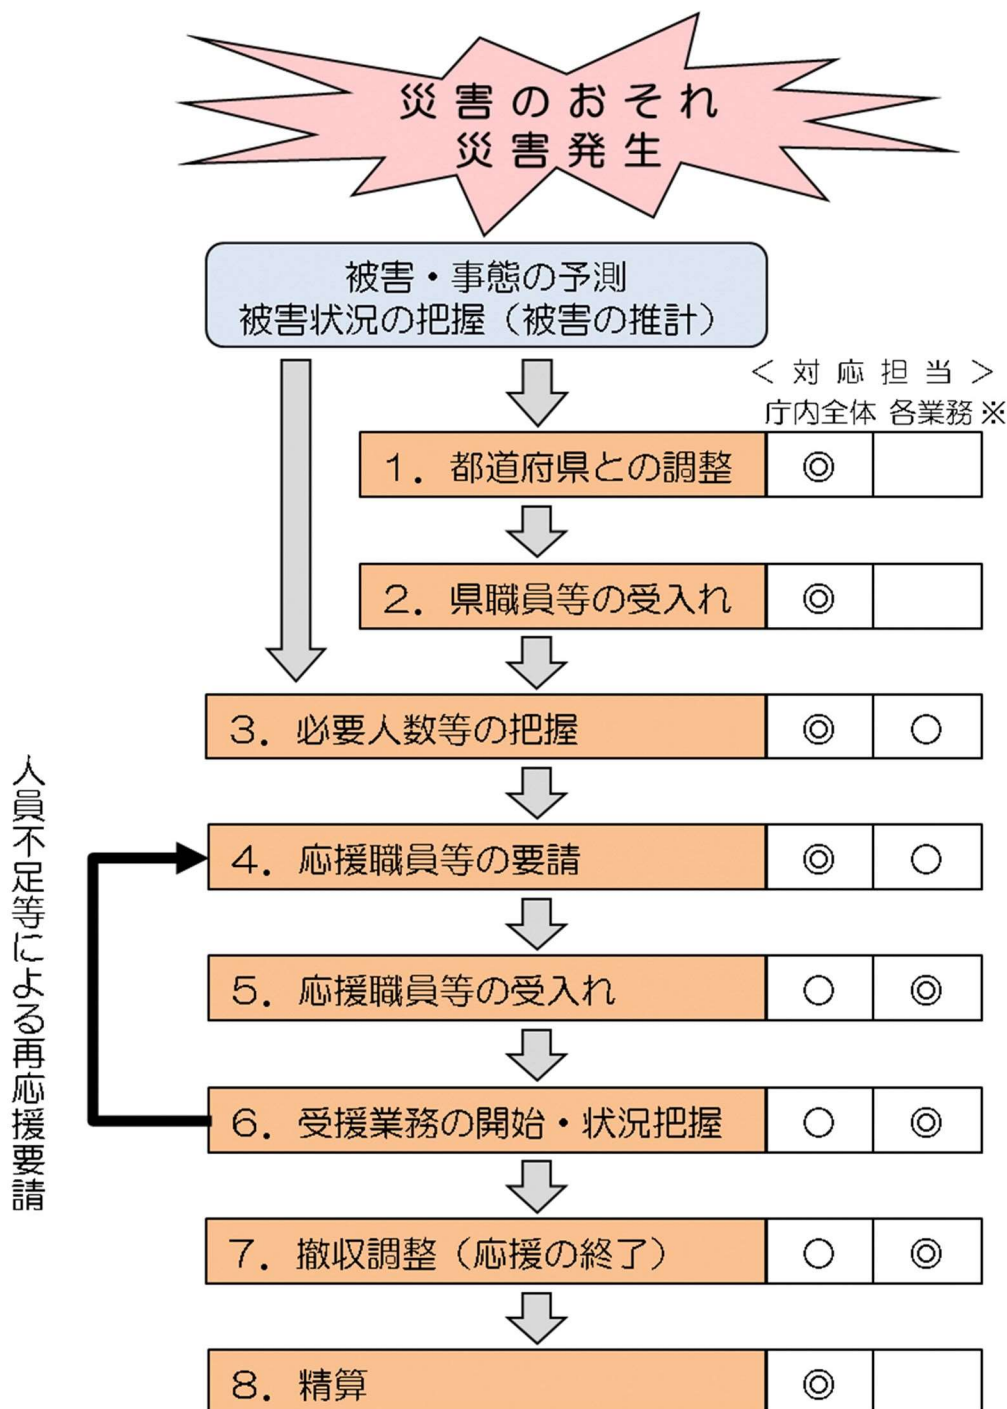 災害のおそれ
災害発生
被害・事態の予測
被害状況の把握（被害の推計）
＜対応担当＞
庁内全体 各業務※
1．都道府県との調整 ◎
2．県職員等の受入れ ◎
3．必要人数等の把握 ◎ ○
4．応援職員等の要請 ◎ ○
5．応援職員等の受入れ ○ ◎
6．受援業務の開始・状況把握 ○ ◎
7．撤収調整（応援の終了） ○ ◎
8．精算 ◎
人員不足等による再応援要請